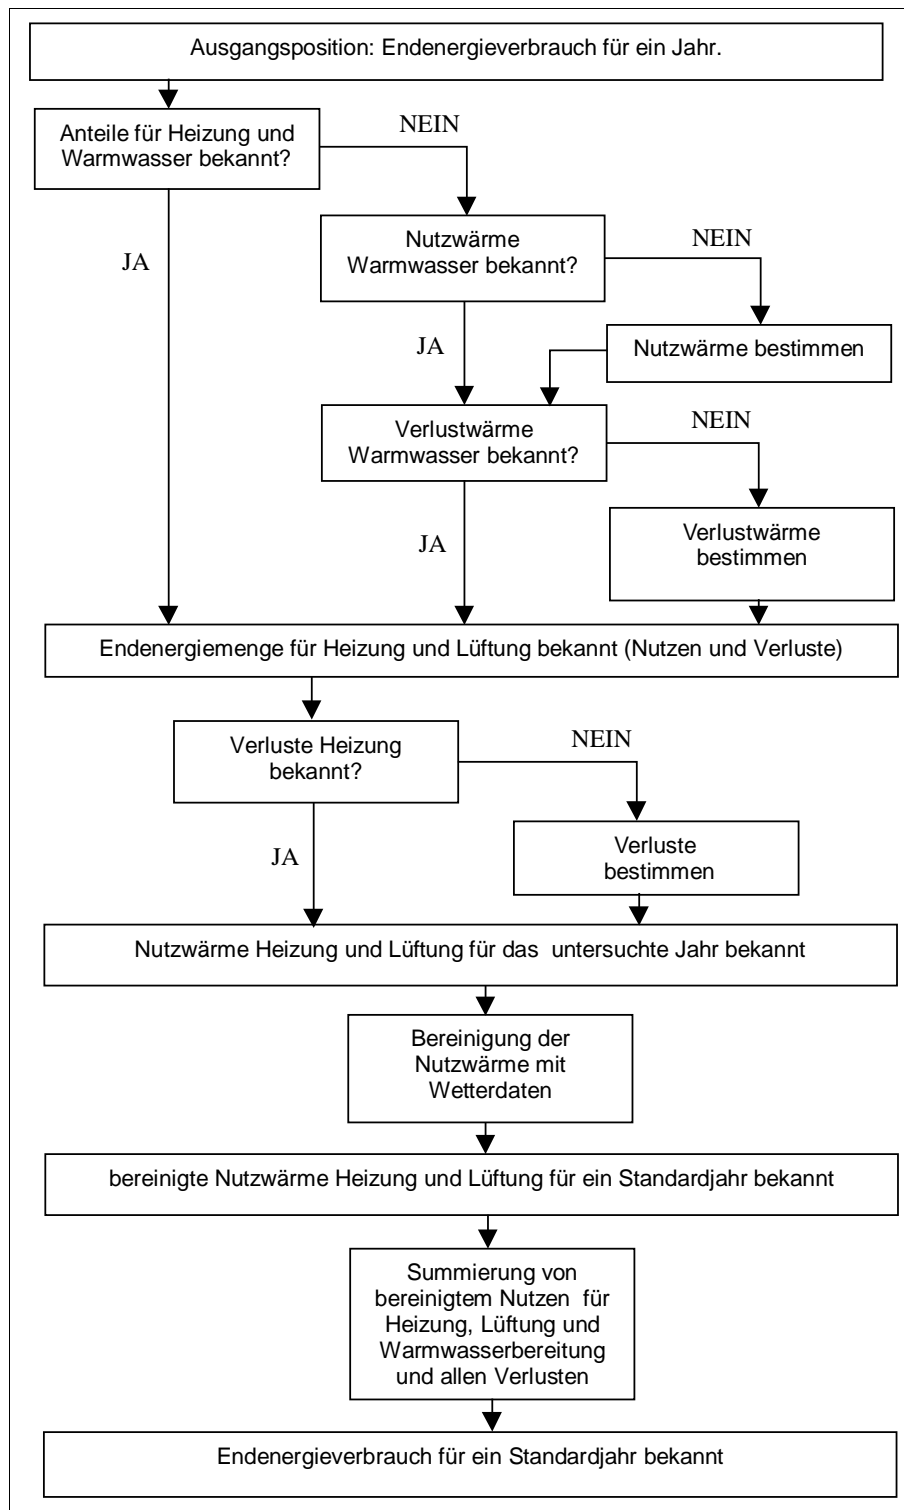 Ausgangsposition: Endenergieverbrauch für ein Jahr.
Anteile für Heizung und
Warmwasser bekannt?
NEIN
JA
Nutzwärme
Warmwasser bekannt?
NEIN
JA
Nutzwärme bestimmen
Verlustwärme
Warmwasser bekannt?
NEIN
JA
Verlustwärme
bestimmen
Endenergiemenge für Heizung und Lüftung bekannt (Nutzen und Verluste)
Verluste Heizung
bekannt?
NEIN
JA
Verluste
bestimmen
Nutzwärme Heizung und Lüftung für das untersuchte Jahr bekannt
Bereinigung der
Nutzwärme mit
Wetterdaten
bereinigte Nutzwärme Heizung und Lüftung für ein Standardjahr bekannt
Summierung von
bereinigtem Nutzen für
Heizung, Lüftung und
Warmwasserbereitung
und allen Verlusten
Endenergieverbrauch für ein Standardjahr bekannt